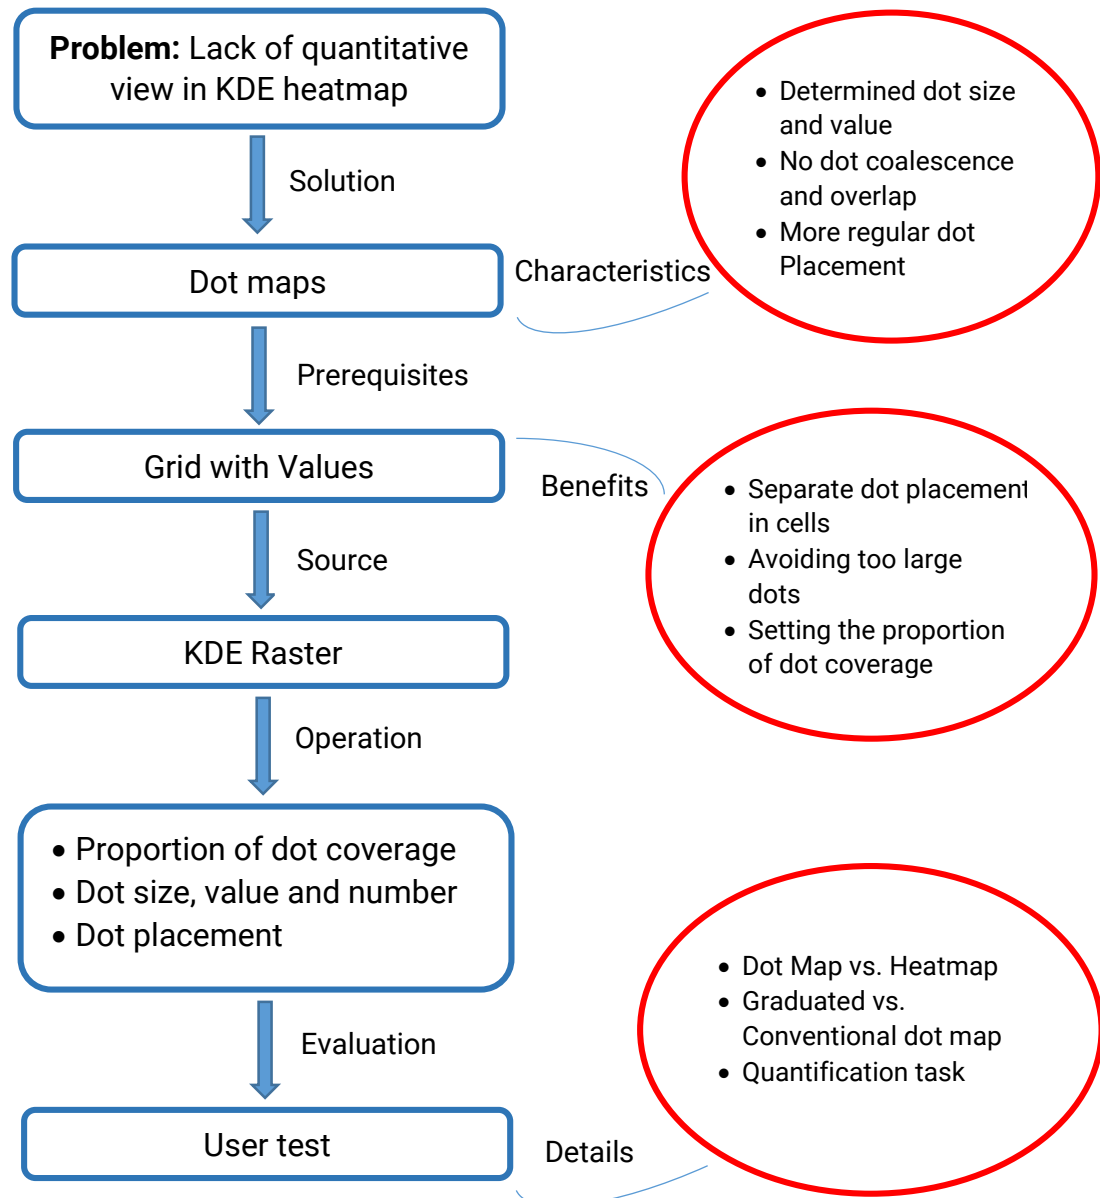 Problem: Lack of quantitative
view in KDE heatmap
Solution
Dot maps
Characteristics
• Determined dot size
and value
• No dot coalescence
and overlap
• More regular dot
Placement
Prerequisites
Grid with Values
Benefits
• Separate dot placement
in cells
• Avoiding too large
dots
• Setting the proportion
of dot coverage
Source
KDE Raster
Operation
• Proportion of dot coverage
• Dot size, value and number
• Dot placement
Evaluation
User test
Details
• Dot Map vs. Heatmap
• Graduated vs.
Conventional dot map
• Quantification task